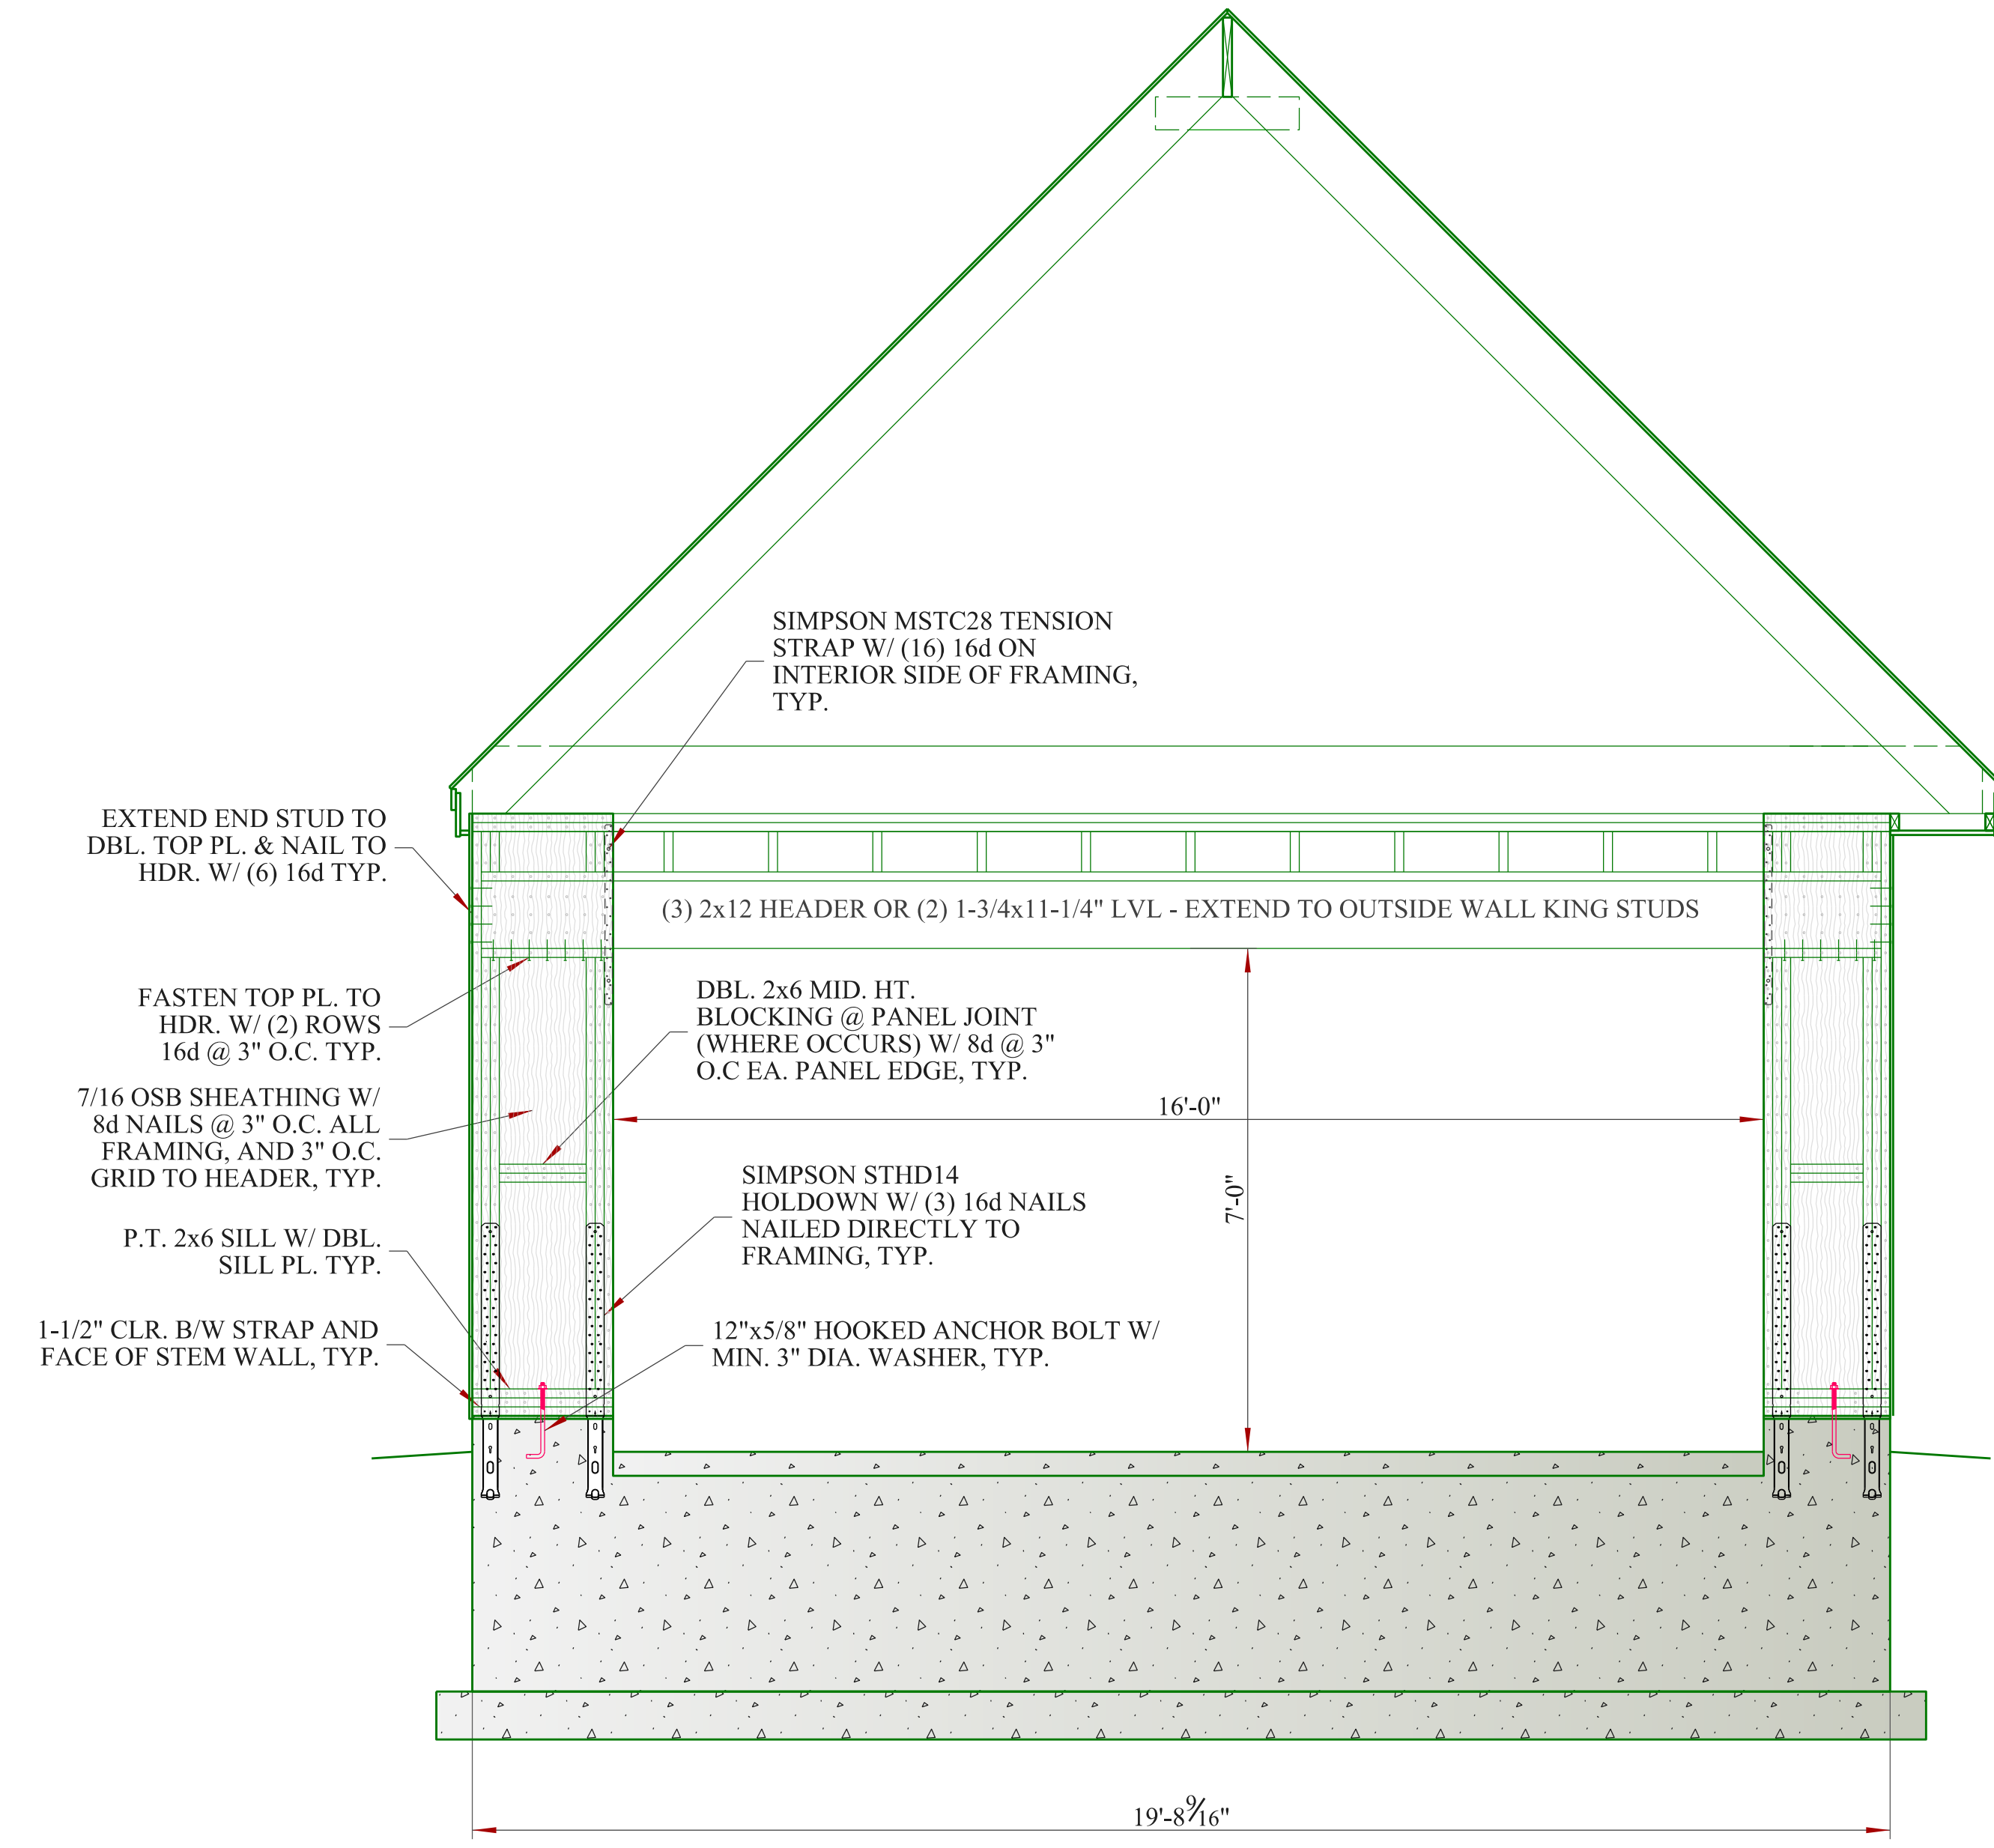 SIMPSON MSTC28 TENSION
STRAP W/ (16) 16d ON
INTERIOR SIDE OF FRAMING,
TYP.
EXTEND END STUD TO
DBL. TOP PL. & NAIL TO
HDR. W/ (6) 16d TYP.
(3) 2x12 HEADER OR (2) 1-3/4x11-1/4" LVL - EXTEND TO OUTSIDE WALL KING STUDS
FASTEN TOP PL. TO
HDR. W/ (2) ROWS
16d @ 3" O.C. TYP.
DBL. 2x6 MID. HT.
BLOCKING @ PANEL JOINT
(WHERE OCCURS) W/ 8d @ 3"
O.C EA. PANEL EDGE, TYP.
7/16 OSB SHEATHING W/
8d NAILS @ 3" O.C. ALL
FRAMING, AND 3" O.C.
GRID TO HEADER, TYP.
16'-0"
7'-0"
SIMPSON STHD14
HOLDOWN W/ (3) 16d NAILS
NAILED DIRECTLY TO
FRAMING, TYP.
P.T. 2x6 SILL W/ DBL.
SILL PL. TYP.
1-1/2" CLR. B/W STRAP AND
FACE OF STEM WALL, TYP.
12"x5/8" HOOKED ANCHOR BOLT W/
MIN. 3" DIA. WASHER, TYP.
19'-8 9/16"